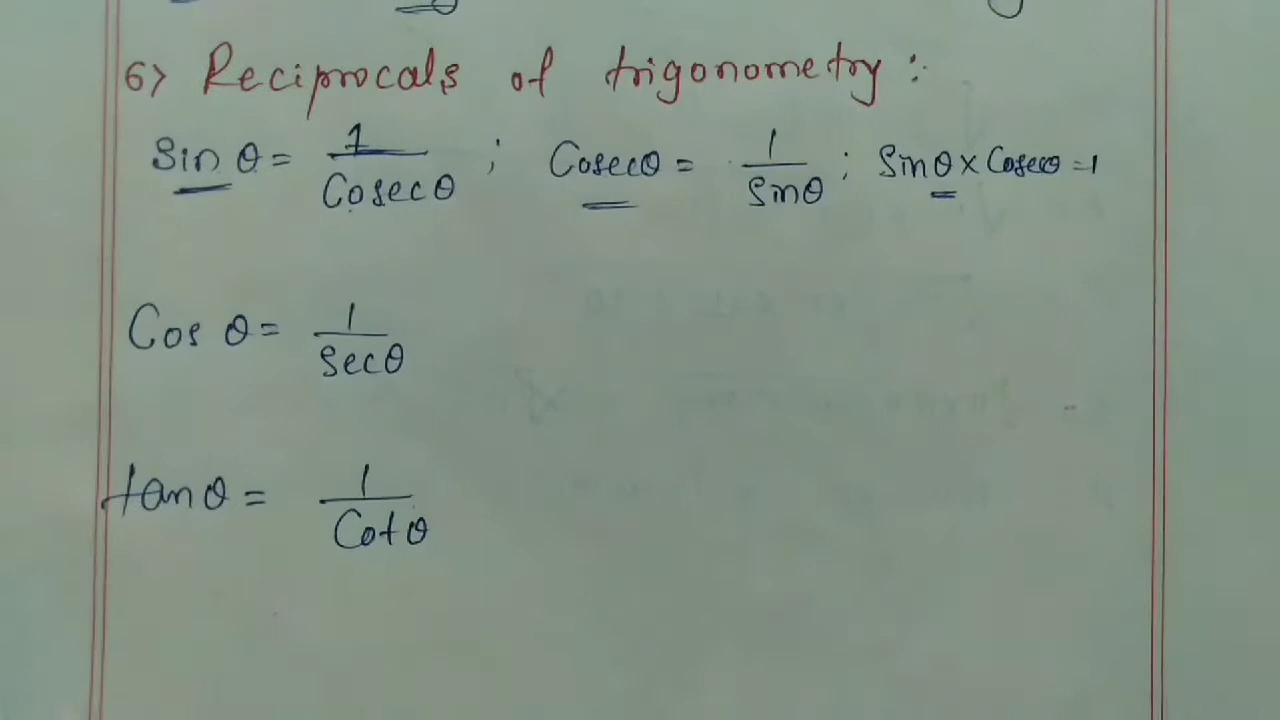 6) Reciprocals of trigonometry :-
Sin θ = 1/Cosec θ ; Cosec θ = 1/Sin θ ; Sin θ × Cosec θ = 1
Cos θ = 1/Sec θ
tan θ = 1/Cot θ